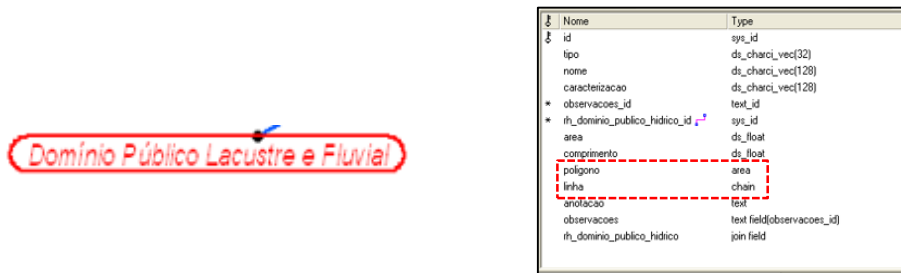 Domínio Público Lacustre e Fluvial
Nome Type
id sys_id
tipo ds_charci_vec(32)
nome ds_charci_vec(128)
caracterizacao ds_charci_vec(128)
* observacoes_id text_id
* rh_dominio_publico_hidrico_id sys_id
area ds_float
comprimento ds_float
poligono area
linha chain
anotacao text
observacoes text field(observacoes_id)
rh_dominio_publico_hidrico join field